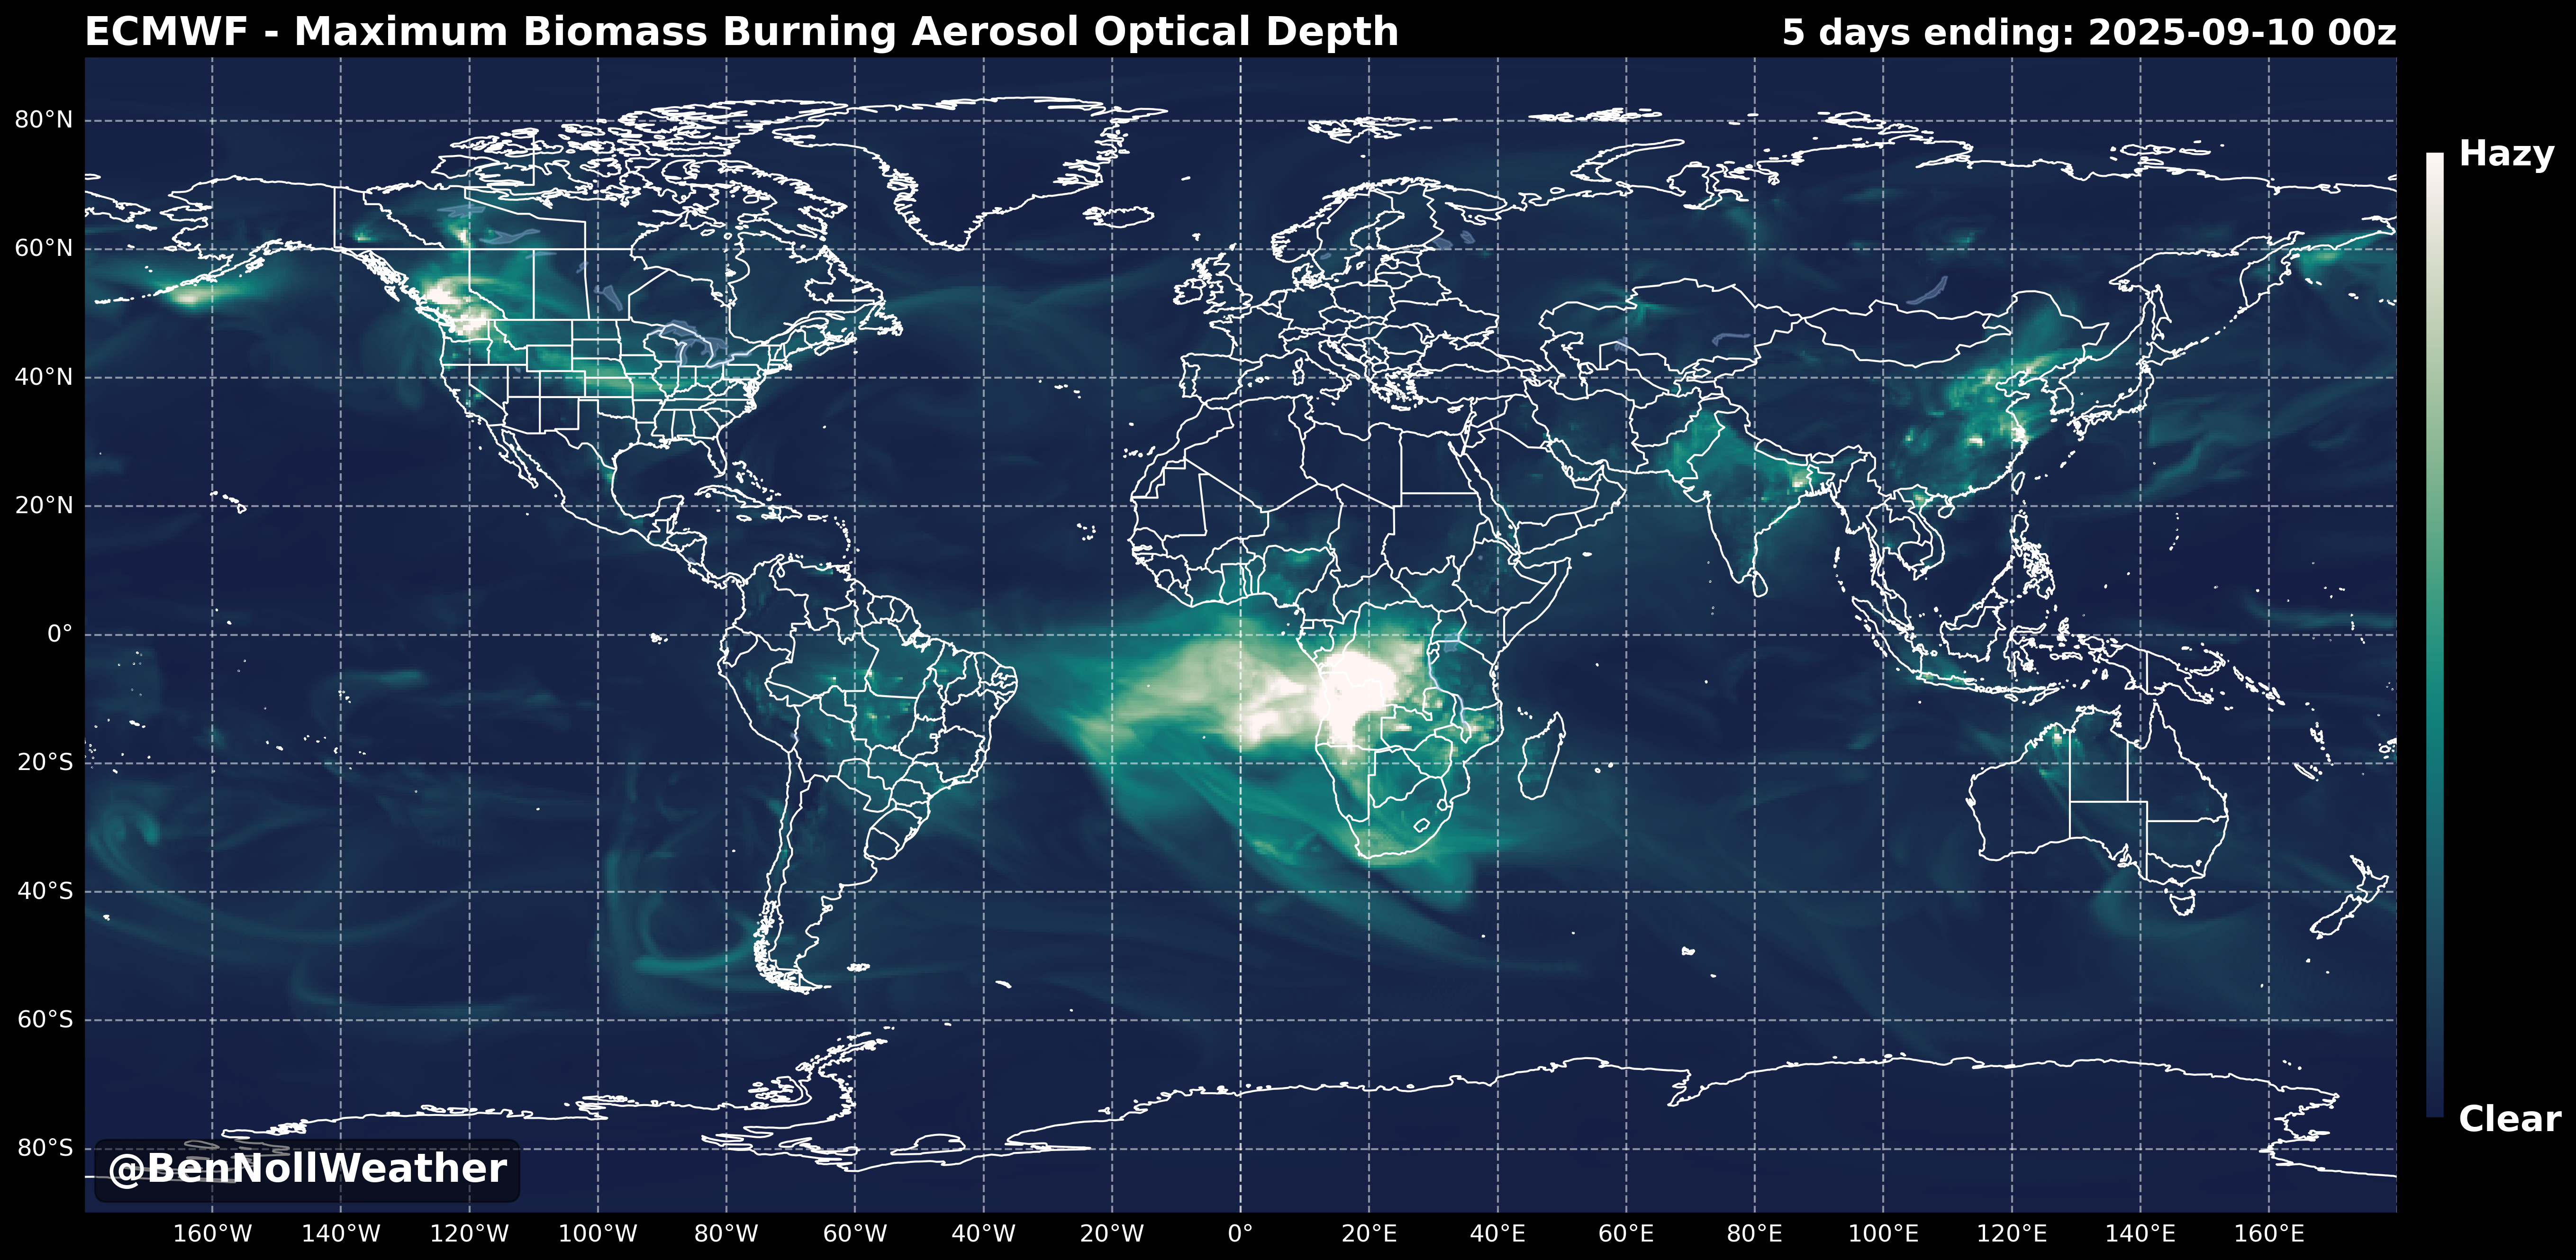 ECMWF - Maximum Biomass Burning Aerosol Optical Depth
5 days ending: 2025-09-10 00z
80°N
60°N
40°N
20°N
0°
20°S
40°S
60°S
80°S
Hazy
Clear
@BenNollWeather
160°W 140°W 120°W 100°W 80°W 60°W 40°W 20°W 0° 20°E 40°E 60°E 80°E 100°E 120°E 140°E 160°E